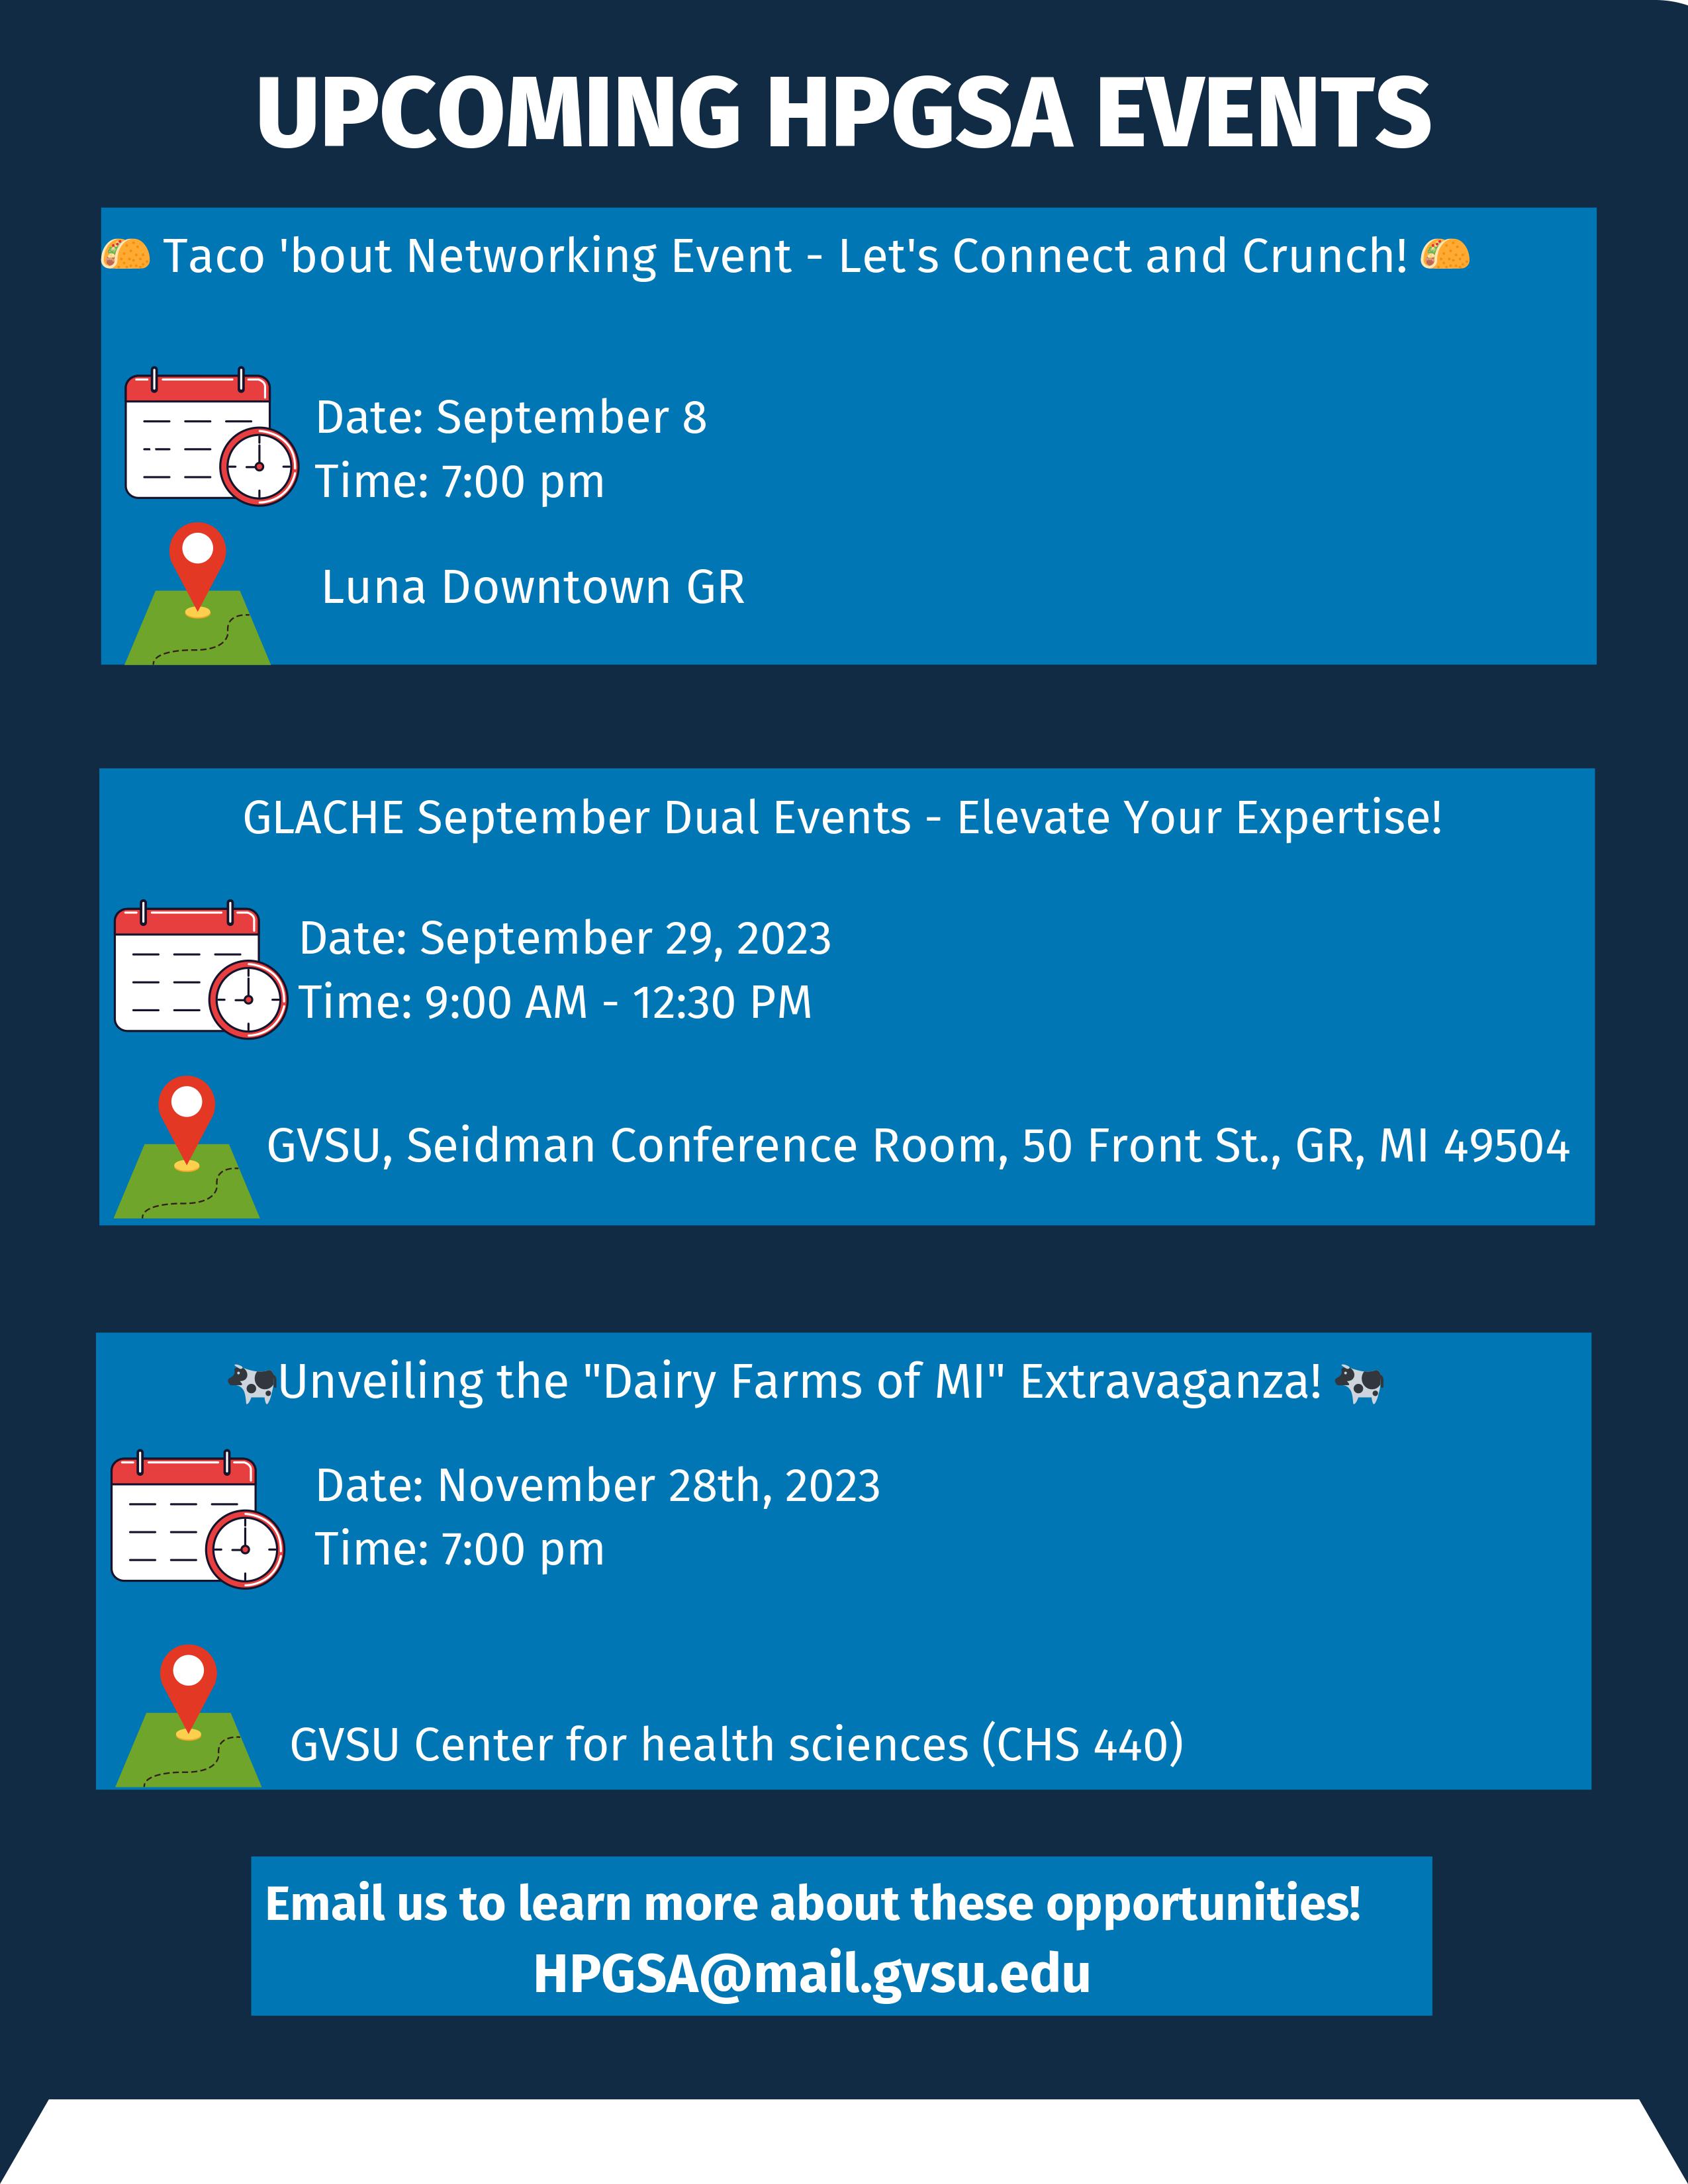 UPCOMING HPGSA EVENTS
🌮 Taco 'bout Networking Event - Let's Connect and Crunch! 🌮
Date: September 8
Time: 7:00 pm
Luna Downtown GR
GLACHE September Dual Events - Elevate Your Expertise!
Date: September 29, 2023
Time: 9:00 AM - 12:30 PM
GVSU, Seidman Conference Room, 50 Front St., GR, MI 49504
🐄Unveiling the "Dairy Farms of MI" Extravaganza! 🐄
Date: November 28th, 2023
Time: 7:00 pm
GVSU Center for health sciences (CHS 440)
Email us to learn more about these opportunities!
HPGSA@mail.gvsu.edu